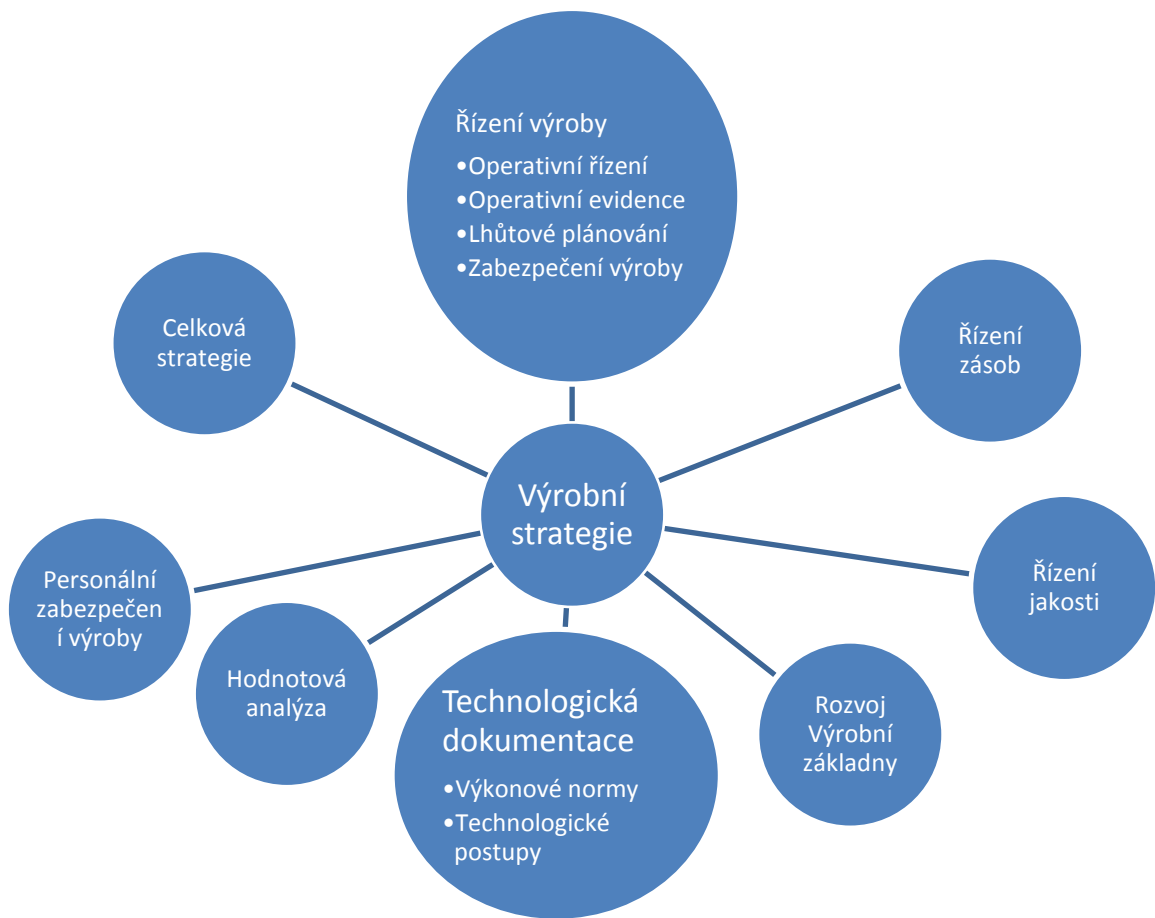 Řízení výroby
•Operativní řízení
•Operativní evidence
•Lhůtové plánování
•Zabezpečení výroby
Celková
strategie
Řízení
zásob
Výrobní
strategie
Personální
zabezpečen
í výroby
Řízení
jakosti
Hodnotová
analýza
Technologická
dokumentace
•Výkonové normy
•Technologické
postupy
Rozvoj
Výrobní
základny